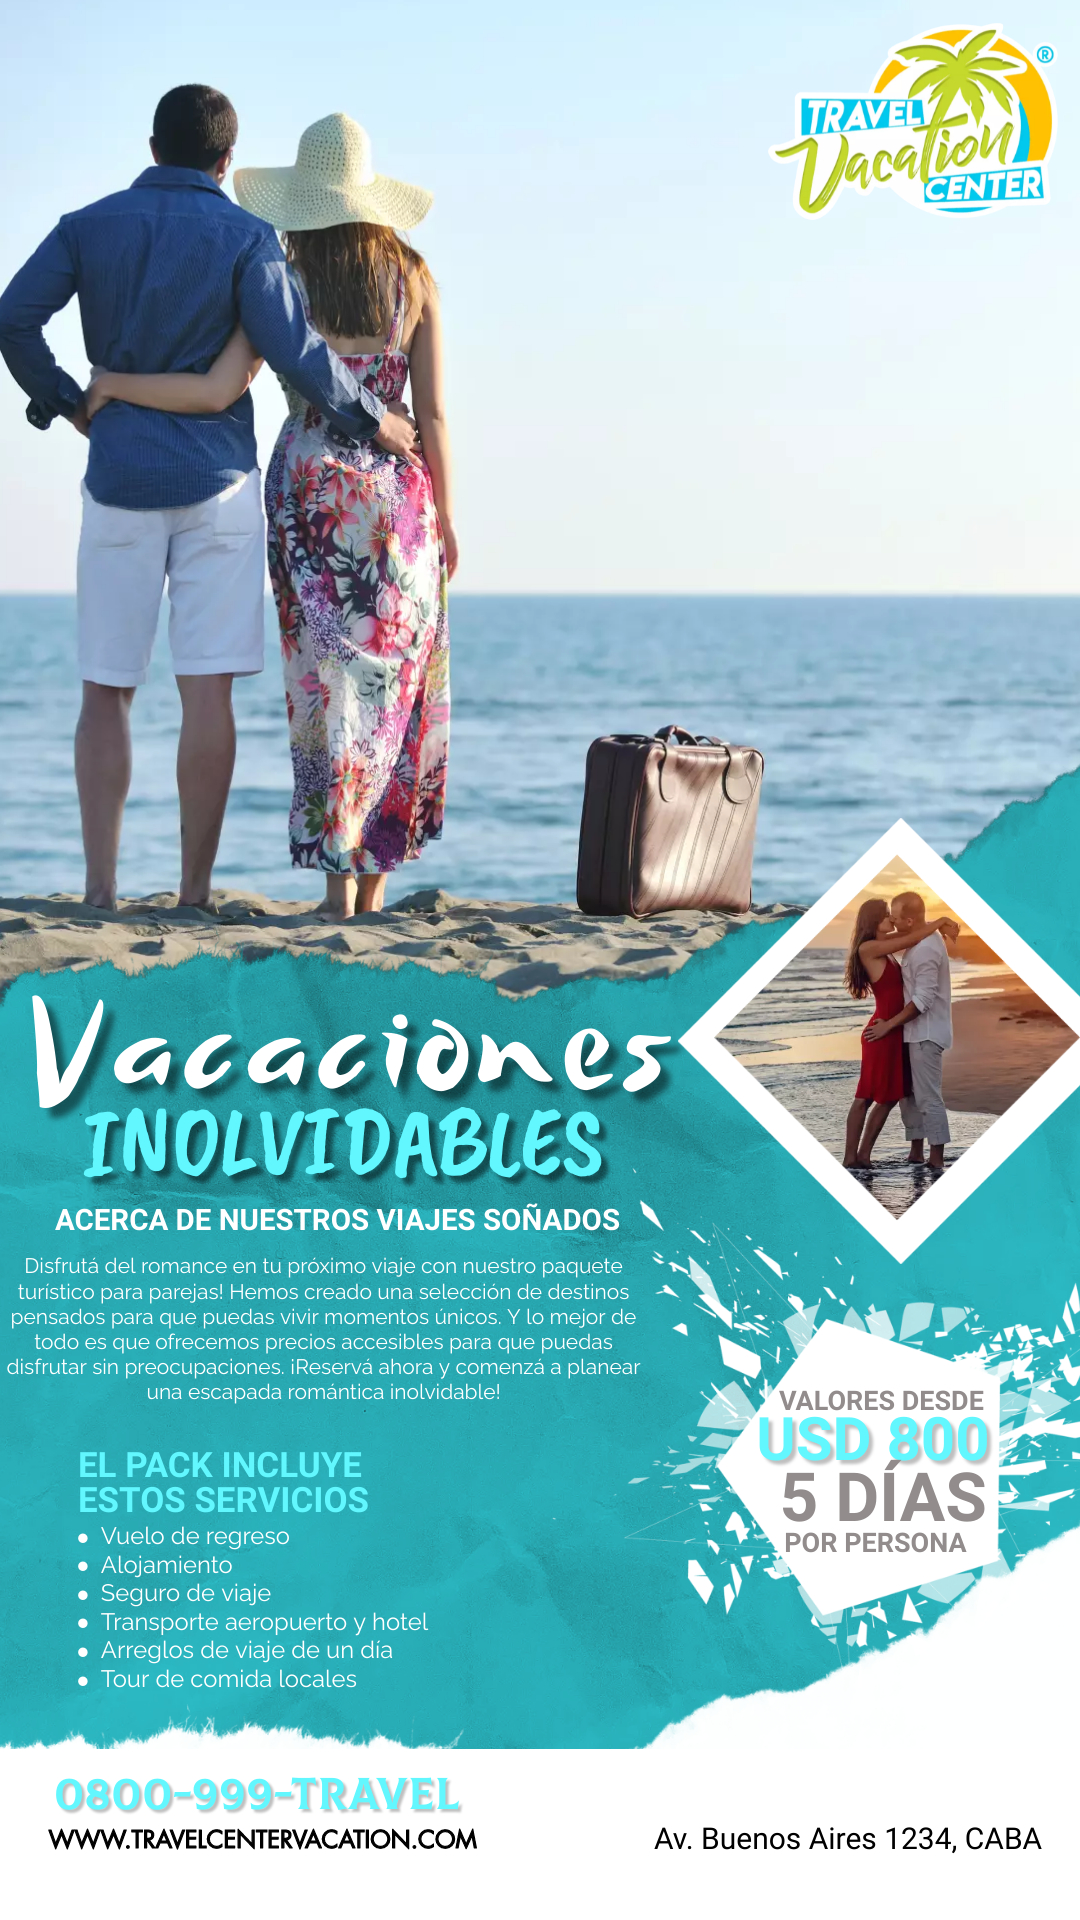 TRAVEL
Vacation
CENTER
®
Vacaciones
INOLVIDABLES
ACERCA DE NUESTROS VIAJES SOÑADOS
Disfrutá del romance en tu próximo viaje con nuestro paquete
turístico para parejas! Hemos creado una selección de destinos
pensados para que puedas vivir momentos únicos. Y lo mejor de
todo es que ofrecemos precios accesibles para que puedas
disfrutar sin preocupaciones. ¡Reservá ahora y comenzá a planear
una escapada romántica inolvidable!
VALORES DESDE
USD 800
5 DÍAS
POR PERSONA
EL PACK INCLUYE
ESTOS SERVICIOS
• Vuelo de regreso
• Alojamiento
• Seguro de viaje
• Transporte aeropuerto y hotel
• Arreglos de viaje de un día
• Tour de comida locales
0800-999-TRAVEL
WWW.TRAVELCENTERVACATION.COM
Av. Buenos Aires 1234, CABA